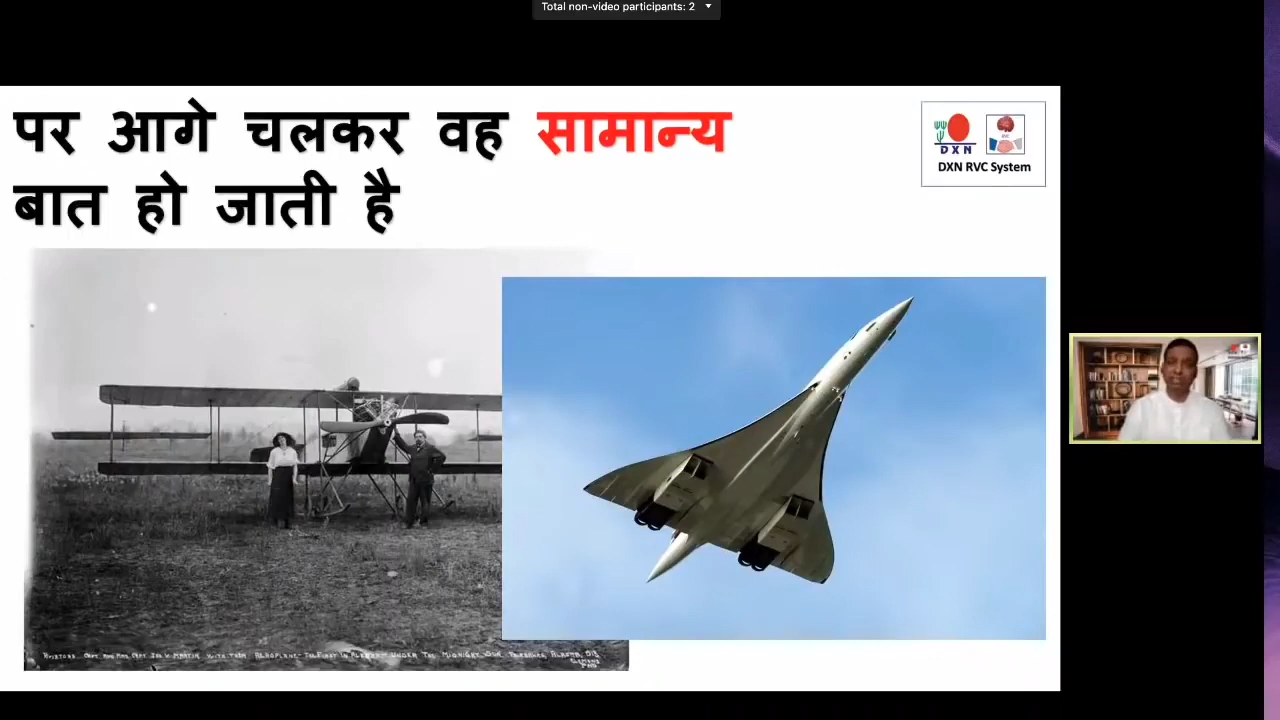 Total non-video participants: 2
पर आगे चलकर वह सामान्य
बात हो जाती है
DXN
DXN RVC System